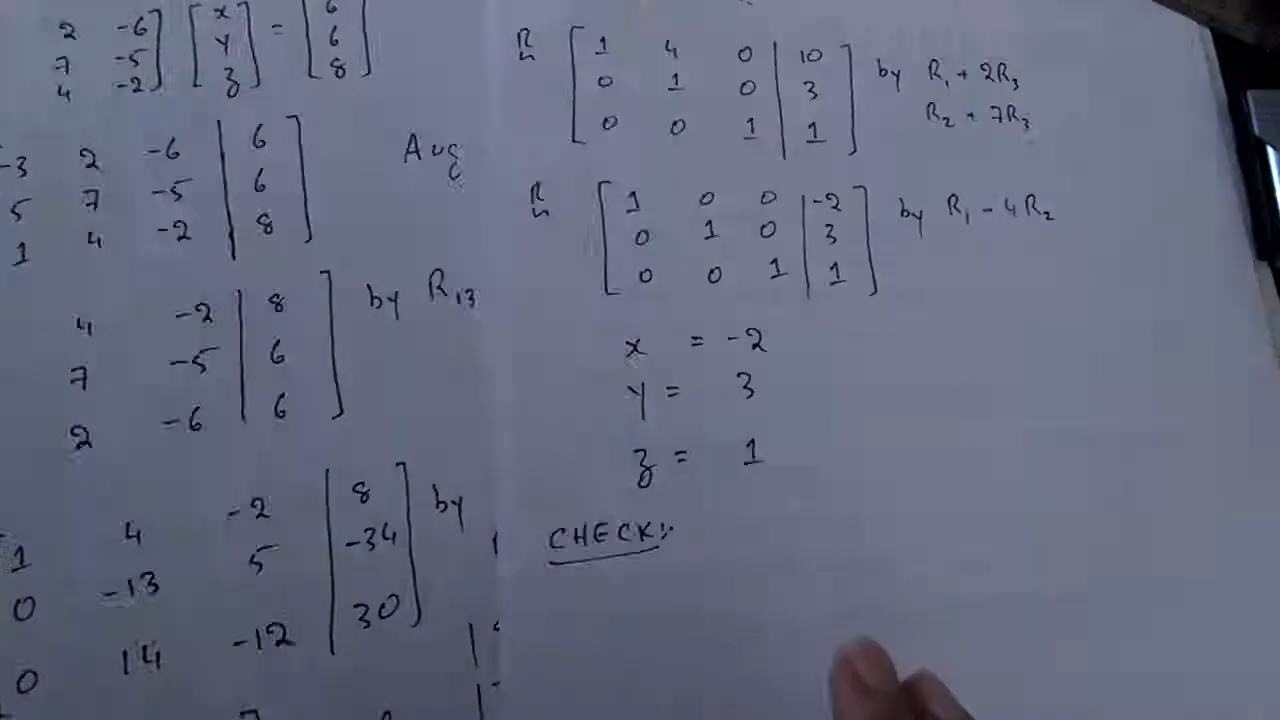 2 -6 x = 6
7 -5 y 6
4 -2 z 8
-3 2 -6 | 6
5 7 -5 | 6 Aug
1 4 -2 | 8
4 -2 | 8 by R13
7 -5 | 6
2 -6 | 6
1 4 -2 | 8 by
0 -13 5 | -34
0 14 -12 | 30
R 1 4 0 | 10 by R1 + 2R3
0 1 0 | 3 R2 + 7R3
0 0 1 | 1
R 1 0 0 | -2 by R1 - 4R2
0 1 0 | 3
0 0 1 | 1
x = -2
y = 3
z = 1
CHECK:-